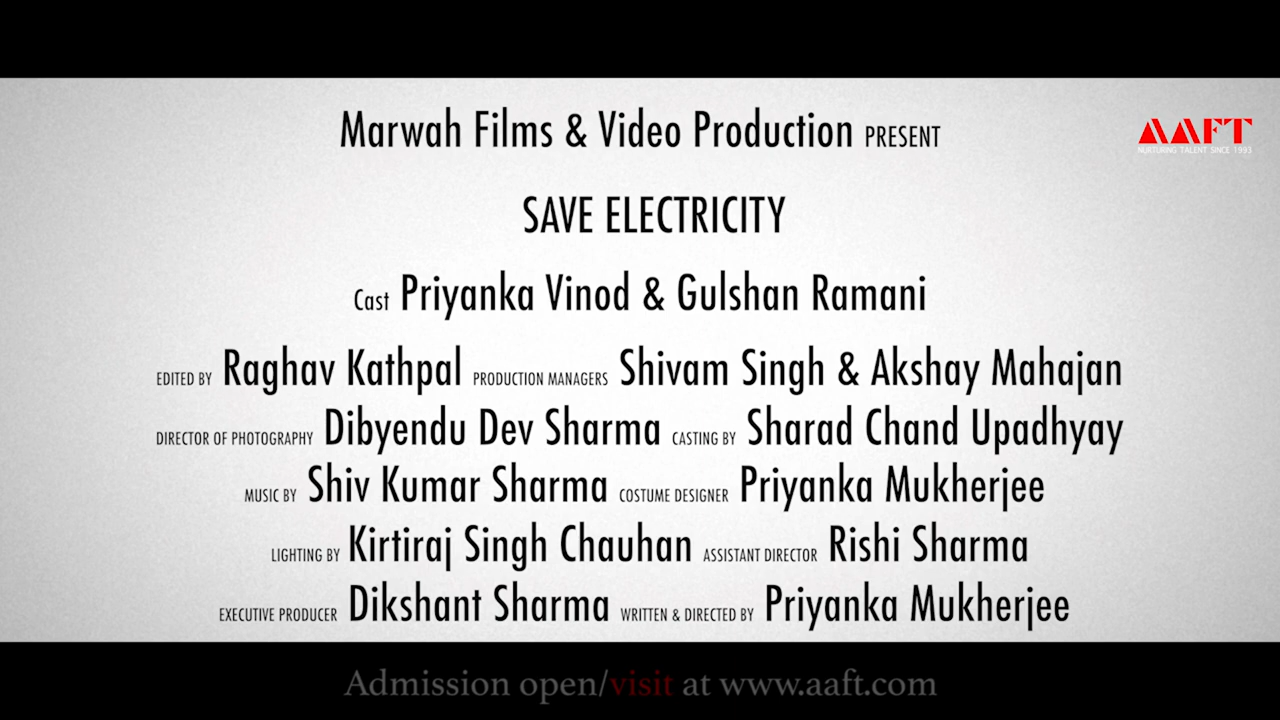 Marwah Films & Video Production PRESENT
AAFT
NURTURING TALENT SINCE 1993
SAVE ELECTRICITY
Cast Priyanka Vinod & Gulshan Ramani
EDITED BY Raghav Kathpal PRODUCTION MANAGERS Shivam Singh & Akshay Mahajan
DIRECTOR OF PHOTOGRAPHY Dibyendu Dev Sharma CASTING BY Sharad Chand Upadhyay
MUSIC BY Shiv Kumar Sharma COSTUME DESIGNER Priyanka Mukherjee
LIGHTING BY Kirtiraj Singh Chauhan ASSISTANT DIRECTOR Rishi Sharma
EXECUTIVE PRODUCER Dikshant Sharma WRITTEN & DIRECTED BY Priyanka Mukherjee
Admission open/visit at www.aaft.com